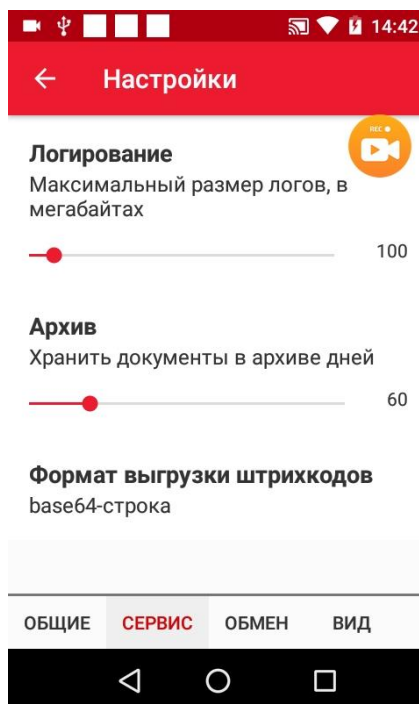 14:42
Настройки
REC
Логирование
Максимальный размер логов, в
мегабайтах
100
Архив
Хранить документы в архиве дней
60
Формат выгрузки штрихкодов
base64-строка
ОБЩИЕ СЕРВИС ОБМЕН ВИД